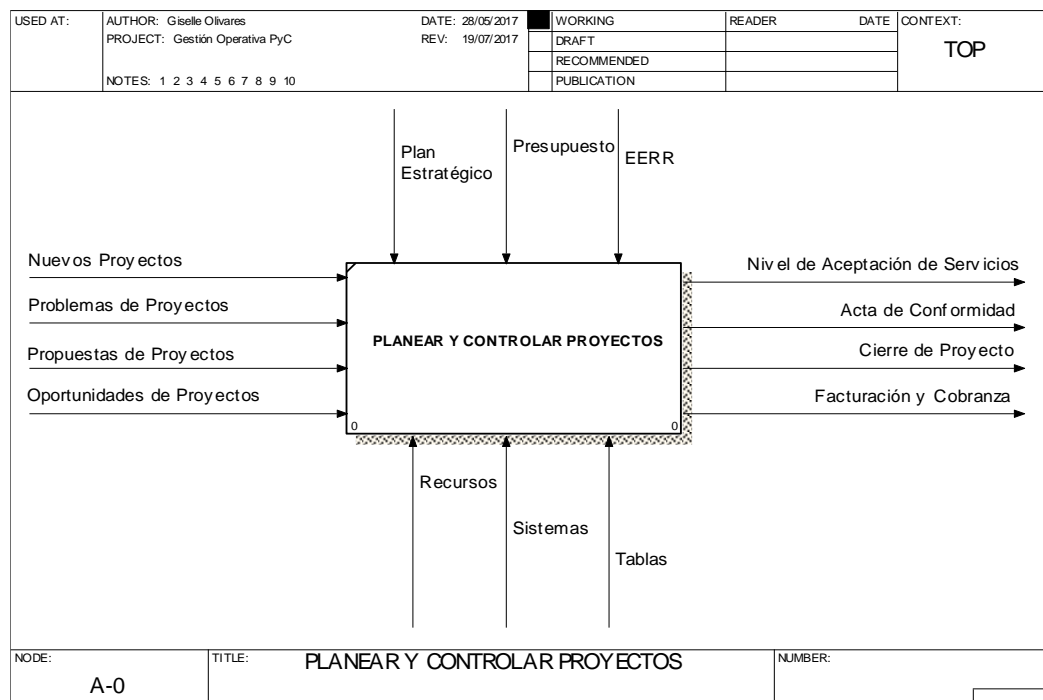 USED AT:
AUTHOR: Giselle Olivares
DATE: 28/05/2017
WORKING
READER
DATE
CONTEXT:
PROJECT: Gestión Operativa PyC
REV: 19/07/2017
DRAFT
TOP
RECOMMENDED
NOTES: 1 2 3 4 5 6 7 8 9 10
PUBLICATION
Plan
Estratégico
Presupuesto
EERR
Nuevos Proyectos
Problemas de Proyectos
Propuestas de Proyectos
Oportunidades de Proyectos
PLANEAR Y CONTROLAR PROYECTOS
0
0
Nivel de Aceptación de Servicios
Acta de Conformidad
Cierre de Proyecto
Facturación y Cobranza
Recursos
Sistemas
Tablas
NODE:
A-0
TITLE:
PLANEAR Y CONTROLAR PROYECTOS
NUMBER: